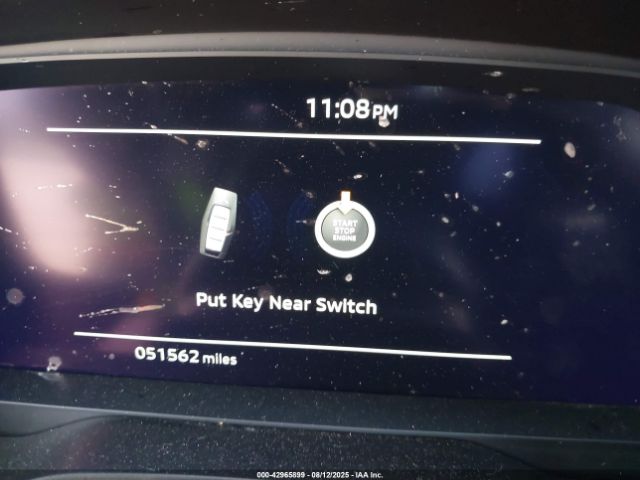 11:08PM
START
STOP
ENGINE
Put Key Near Switch
051562 miles
000-42965899 - 08/12/2025 - IAA Inc.